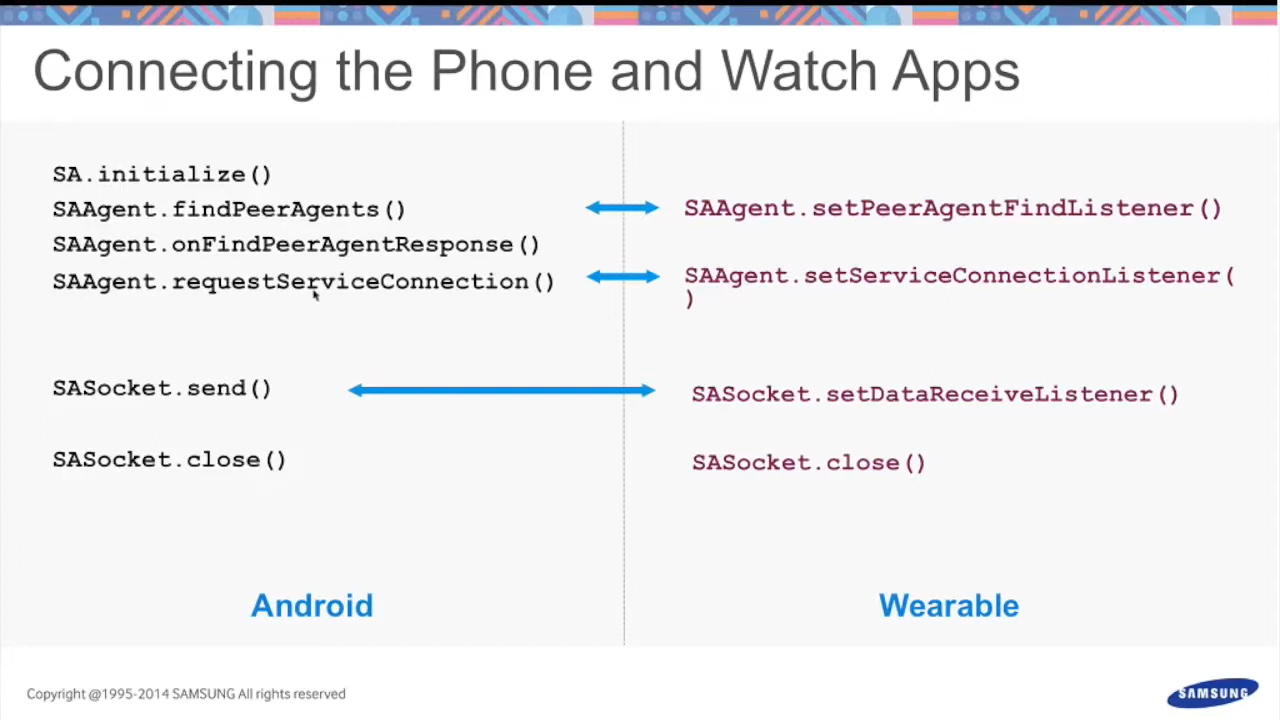 Connecting the Phone and Watch Apps
SA.initialize()
SAAgent.findPeerAgents()
SAAgent.onFindPeerAgentResponse()
SAAgent.requestServiceConnection()
SASocket.send()
SASocket.close()
Android
SAAgent.setPeerAgentFindListener()
SAAgent.setServiceConnectionListener(
)
SASocket.setDataReceiveListener()
SASocket.close()
Wearable
Copyright @1995-2014 SAMSUNG All rights reserved
SAMSUNG